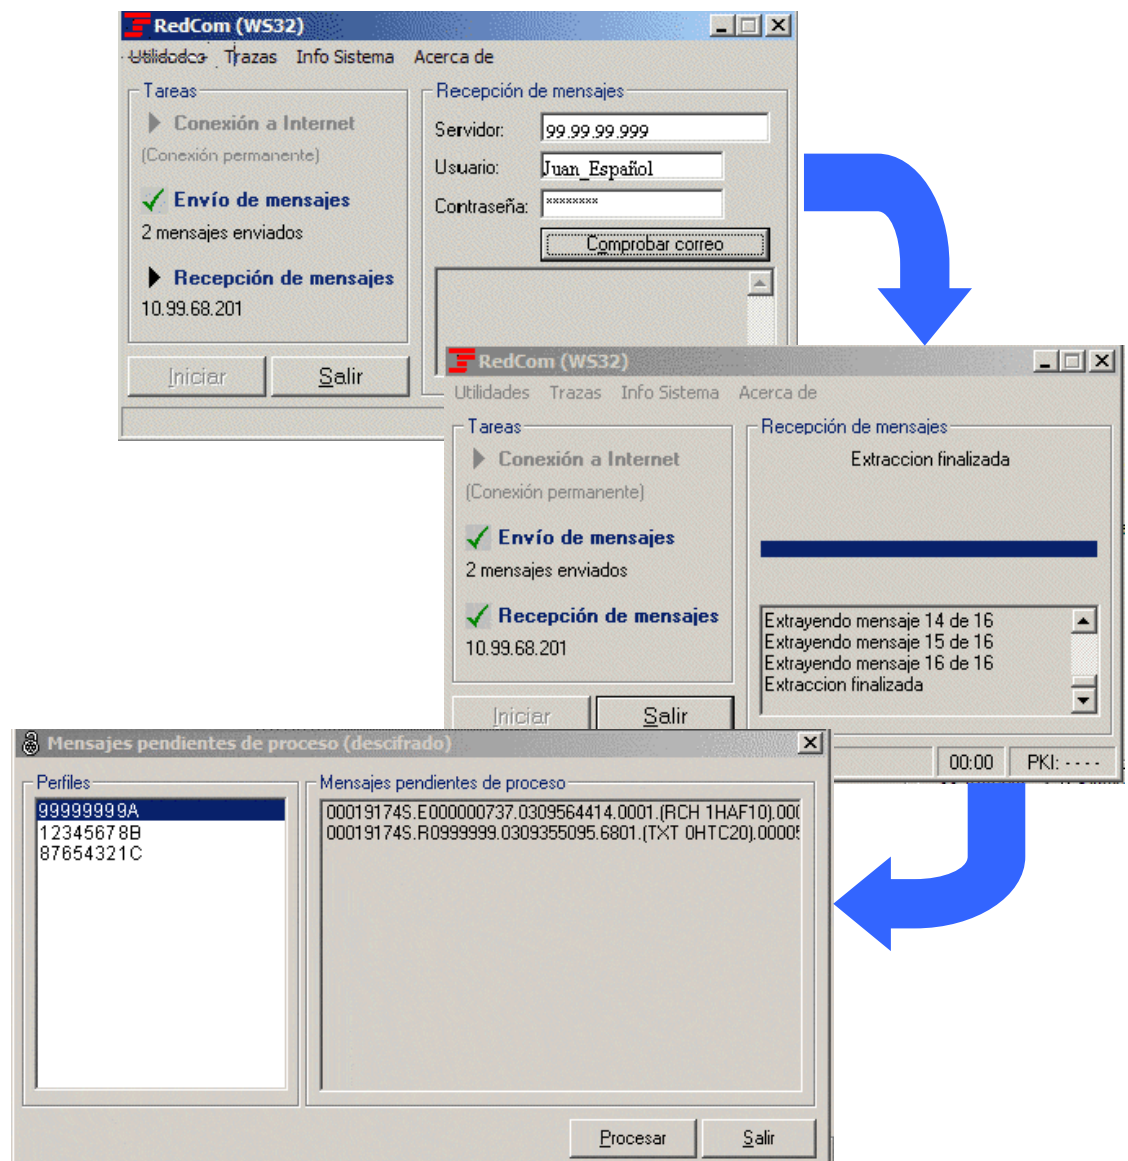 RedCom (WS32)
Utilidades Trazas Info Sistema Acerca de
Tareas
Conexión a Internet
(Conexión permanente)
Envío de mensajes
2 mensajes enviados
Recepción de mensajes
10.99.68.201
Iniciar
Salir
Recepción de mensajes
Servidor: 99.99.99.999
Usuario: Juan_Español
Contraseña: ********
Comprobar correo
RedCom (WS32)
Utilidades Trazas Info Sistema Acerca de
Tareas
Conexión a Internet
(Conexión permanente)
Envío de mensajes
2 mensajes enviados
Recepción de mensajes
10.99.68.201
Iniciar
Salir
Recepción de mensajes
Extraccion finalizada
Extrayendo mensaje 14 de 16
Extrayendo mensaje 15 de 16
Extrayendo mensaje 16 de 16
Extraccion finalizada
00:00
PKI: - - - -
Mensajes pendientes de proceso (descifrado)
Perfiles
99999999A
12345678B
87654321C
Mensajes pendientes de proceso
00019174S.E000000737.0309564414.0001.(RCH 1HAF10).000
00019174S.R0999999.0309355095.6801.(TXT 0HTC20).00005
Procesar
Salir